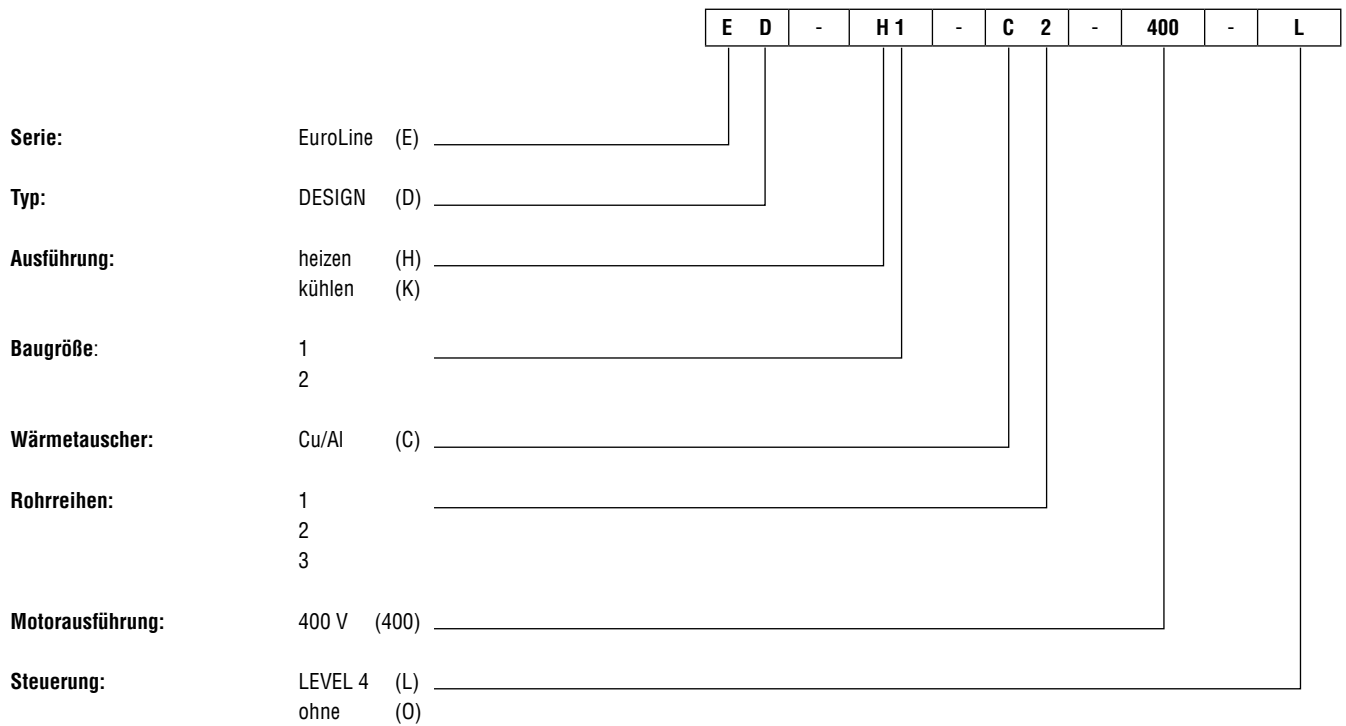 E D - H 1 - C 2 - 400 - L
Serie: EuroLine (E)
Typ: DESIGN (D)
Ausführung: heizen (H)
kühlen (K)
Baugröße: 1
2
Wärmetauscher: Cu/Al (C)
Rohrreihen: 1
2
3
Motorausführung: 400 V (400)
Steuerung: LEVEL 4 (L)
ohne (O)